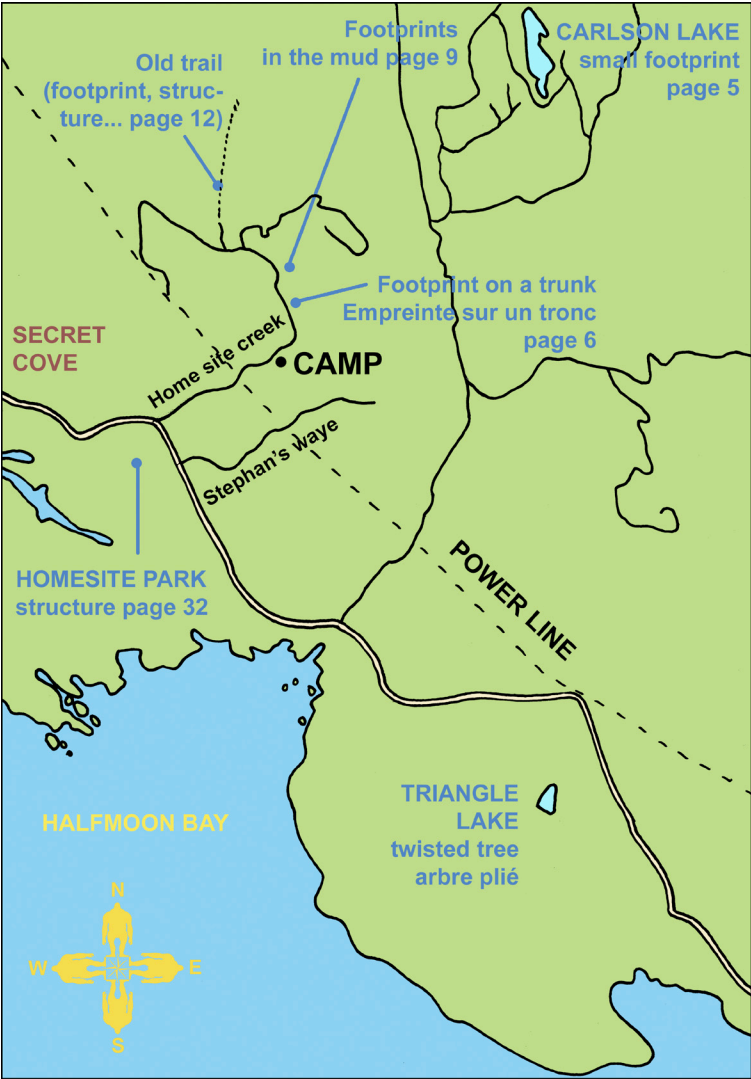 Footprints
in the mud page 9
CARLSON LAKE
small footprint
page 5
Old trail
(footprint, struc-
ture... page 12)
Footprint on a trunk
Empreinte sur un tronc
page 6
SECRET
COVE
Home site creek
CAMP
Stephan's waye
HOMESITE PARK
structure page 32
POWER LINE
TRIANGLE
LAKE
twisted tree
arbre plié
HALFMOON BAY
N
W
E
S